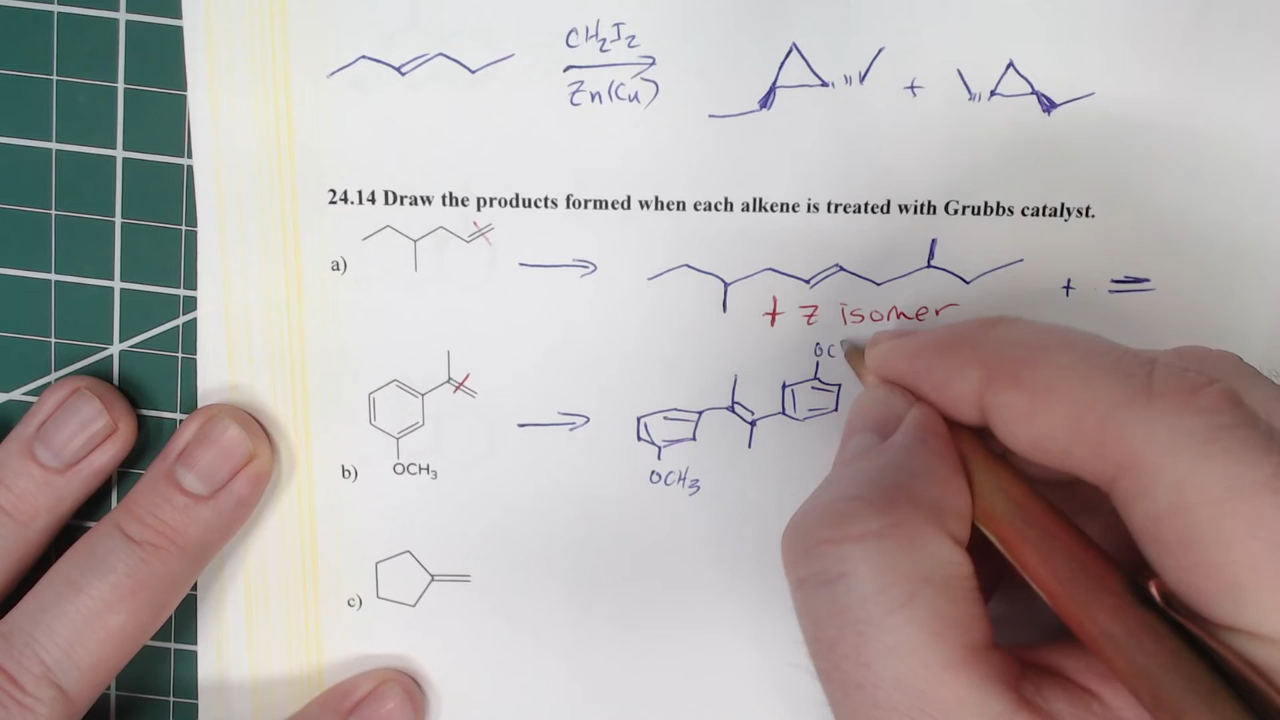 CH₂I₂
Zn(Cu)
+
24.14 Draw the products formed when each alkene is treated with Grubbs catalyst.
a)
+
+ Z isomer
OC
b)
OCH₃
OCH₃
c)